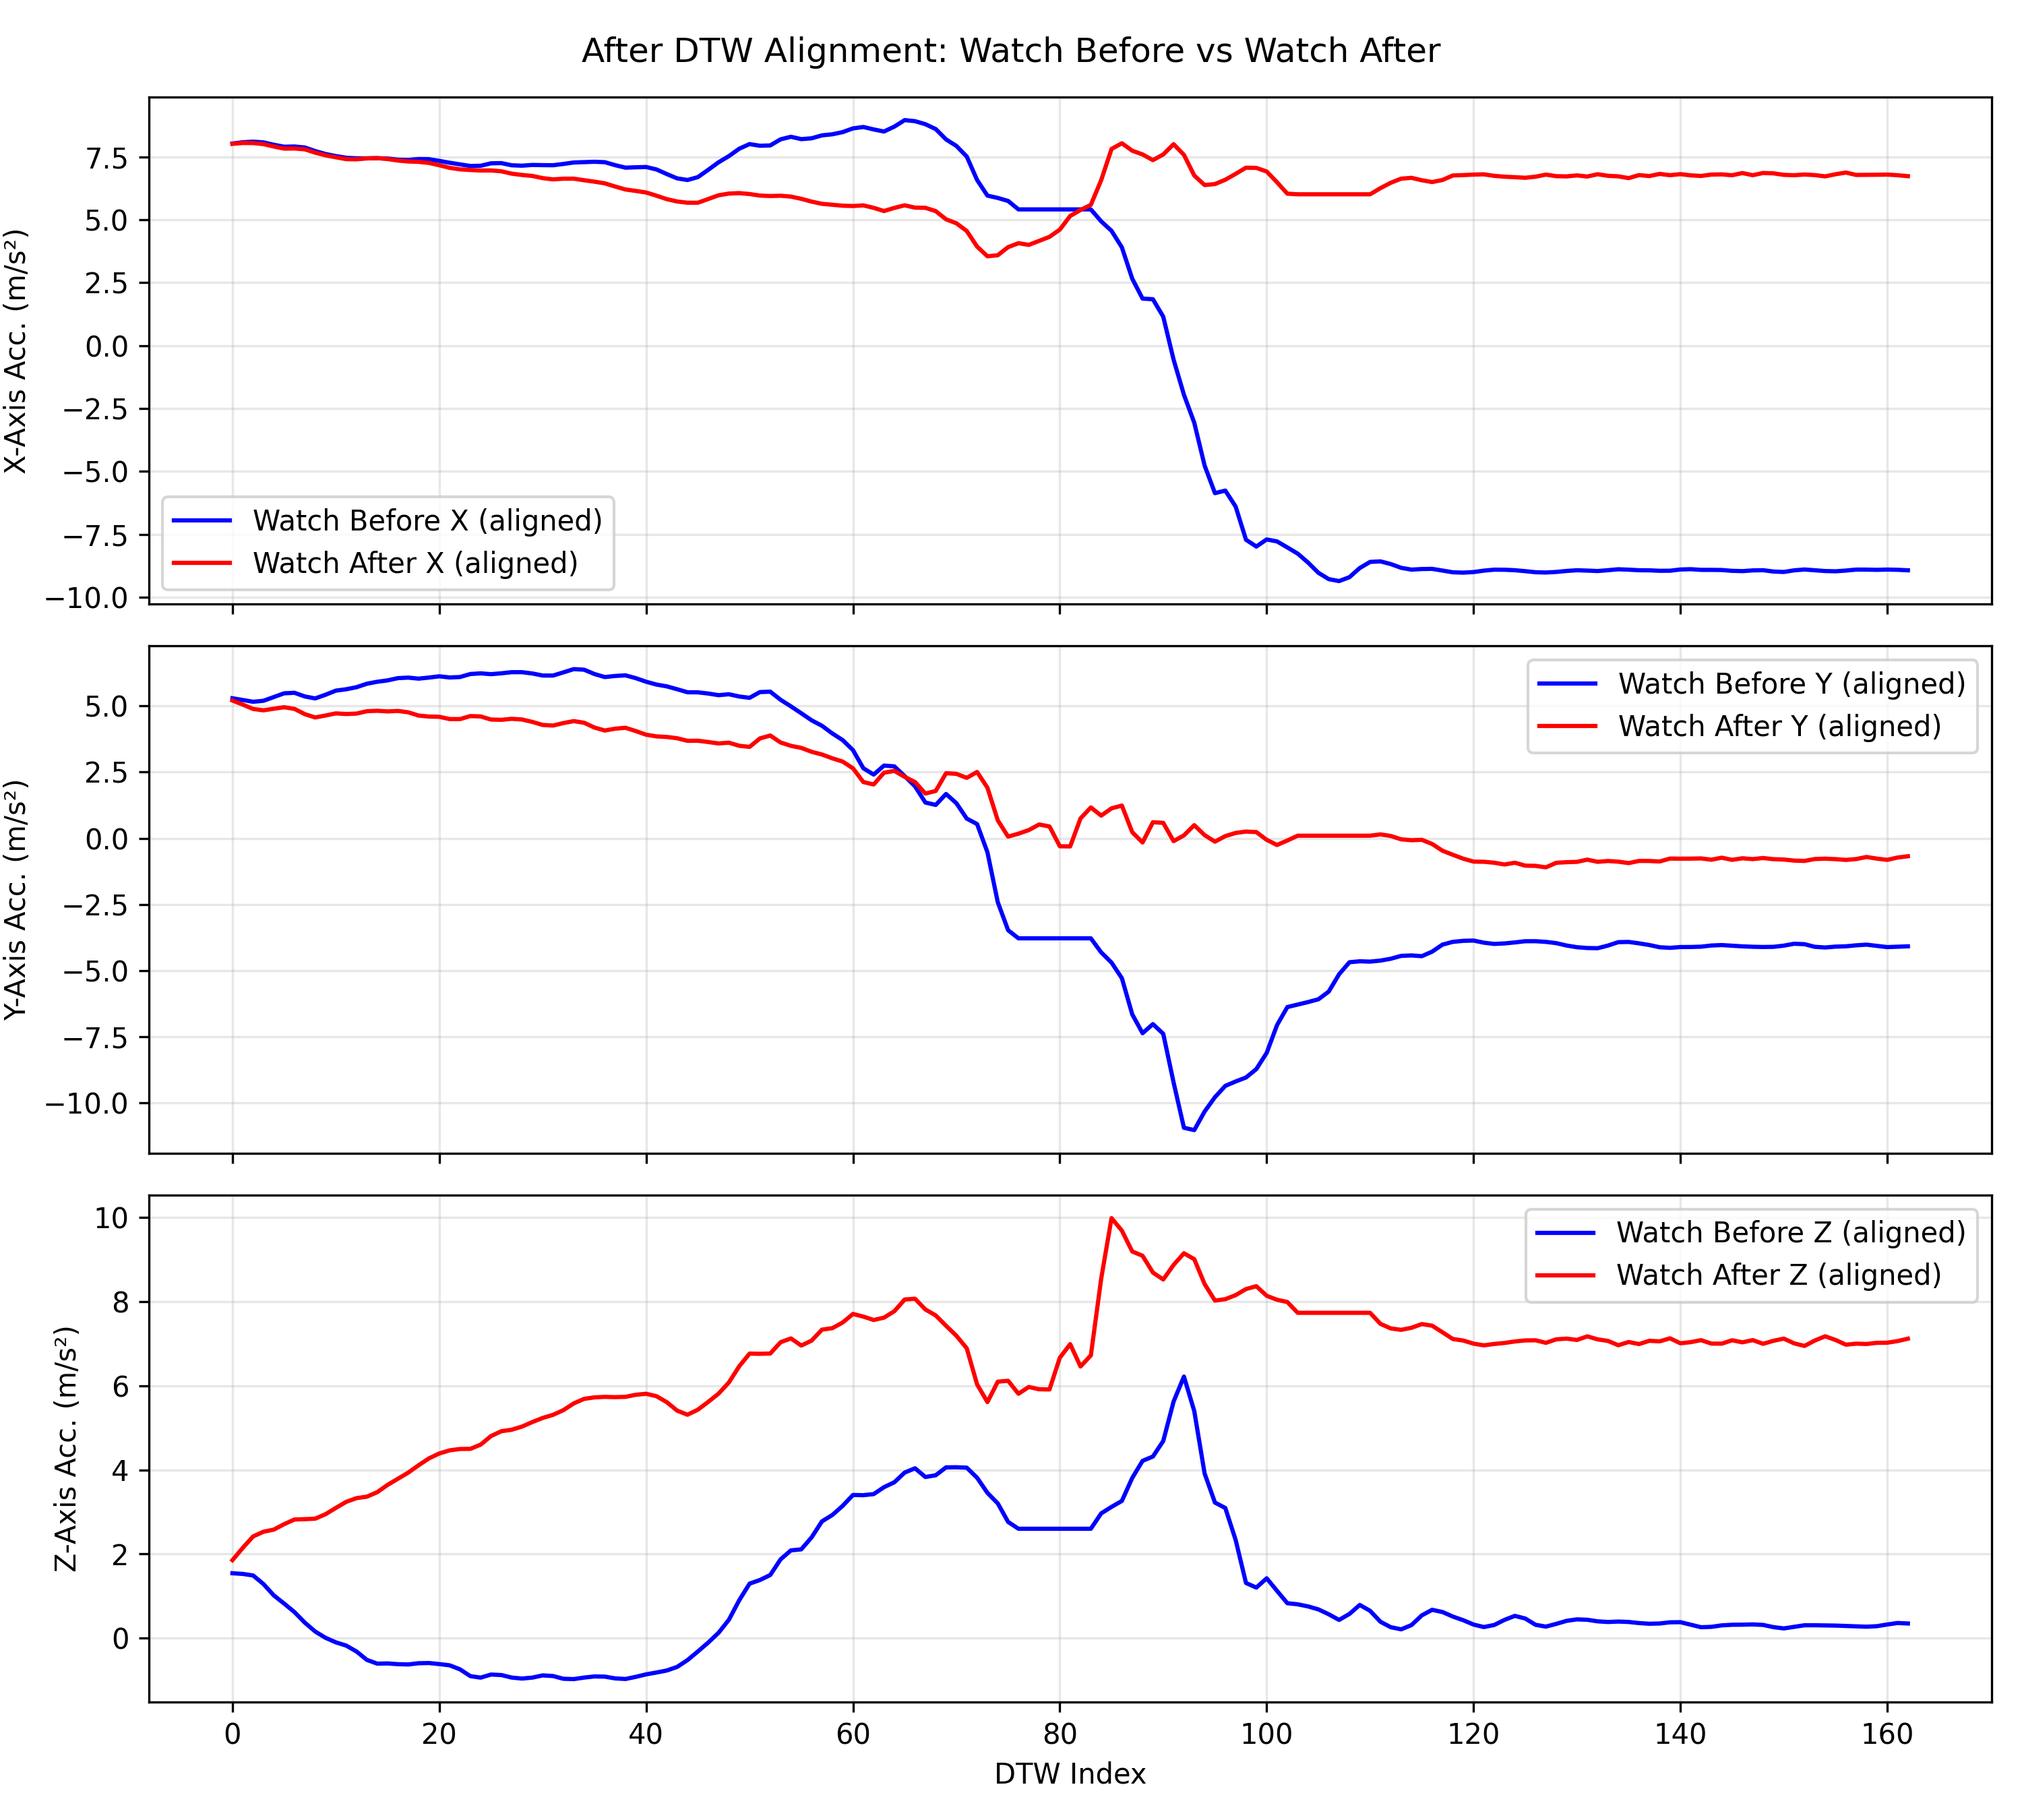 After DTW Alignment: Watch Before vs Watch After
X-Axis Acc. (m/s²)
7.5
5.0
2.5
0.0
−2.5
−5.0
−7.5
−10.0
Watch Before X (aligned)
Watch After X (aligned)
Y-Axis Acc. (m/s²)
5.0
2.5
0.0
−2.5
−5.0
−7.5
−10.0
Watch Before Y (aligned)
Watch After Y (aligned)
Z-Axis Acc. (m/s²)
10
8
6
4
2
0
Watch Before Z (aligned)
Watch After Z (aligned)
0 20 40 60 80 100 120 140 160
DTW Index